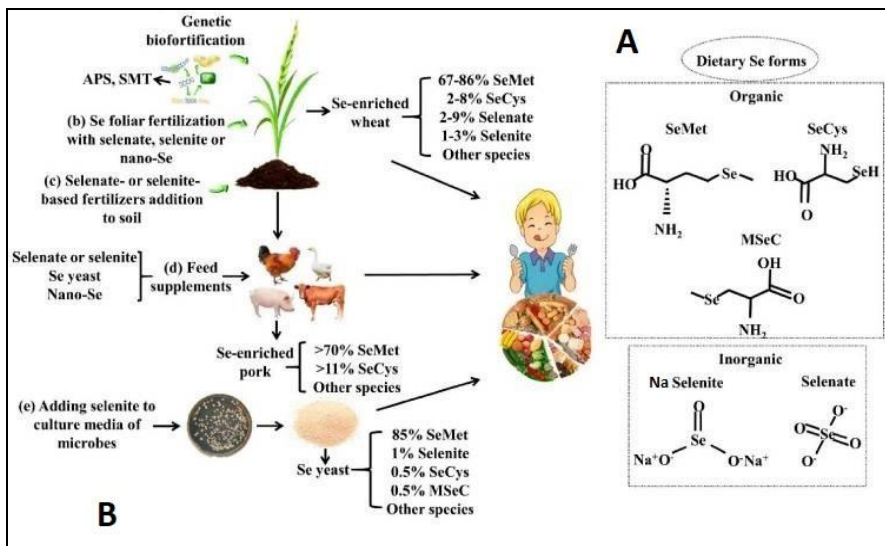 Genetic
biofortification
APS, SMT
(b) Se foliar fertilization
with selenate, selenite or
nano-Se
(c) Selenate- or selenite-
based fertilizers addition to
soil
Se-enriched
wheat
67-86% SeMet
2-8% SeCys
2-9% Selenate
1-3% Selenite
Other species
Selenate or selenite
Se yeast
Nano-Se
(d) Feed
supplements
Se-enriched
pork
>70% SeMet
>11% SeCys
Other species
(e) Adding selenite to
culture media of
microbes
Se yeast
85% SeMet
1% Selenite
0.5% SeCys
0.5% MSeC
Other species
B
A
Dietary Se forms
Organic
SeMet
O
HO
Se
NH₂
SeCys
NH₂
HO
SeH
O
MSeC
OH
Se
O
NH₂
Inorganic
Na Selenite
O
Se
Na⁺O⁻
O⁻Na⁺
Selenate
O⁻
O
Se
O
O⁻